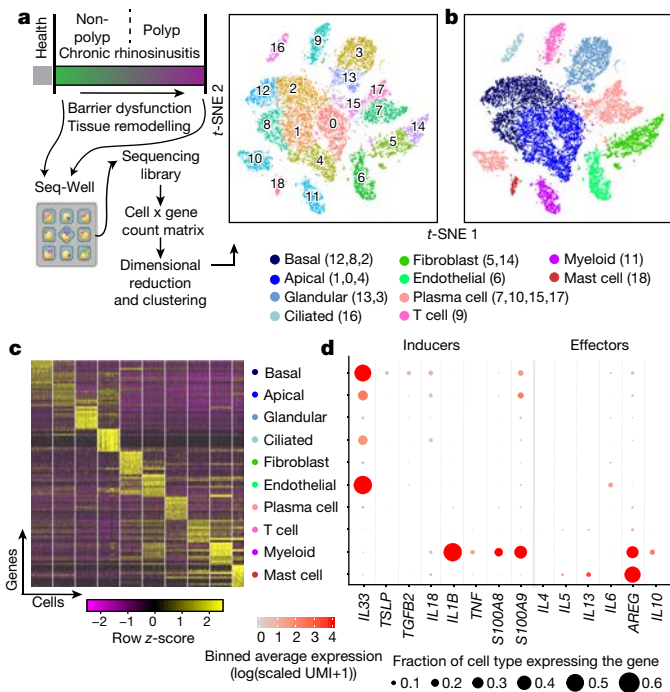 a
Health
Non-
polyp
Polyp
Chronic rhinosinusitis
Barrier dysfunction
Tissue remodelling
Seq-Well
Sequencing
library
Cell x gene
count matrix
Dimensional
reduction
and clustering
t-SNE 2
16
9
3
13
12
2
17
15
7
8
1
0
14
5
10
4
6
18
11
b
t-SNE 1
Basal (12,8,2)
Apical (1,0,4)
Glandular (13,3)
Ciliated (16)
Fibroblast (5,14)
Endothelial (6)
Plasma cell (7,10,15,17)
T cell (9)
Myeloid (11)
Mast cell (18)
c
Genes
Cells
Basal
Apical
Glandular
Ciliated
Fibroblast
Endothelial
Plasma cell
T cell
Myeloid
Mast cell
−2 −1 0 1 2
Row z-score
d
Inducers
Effectors
IL33
TSLP
TGFB2
IL18
IL1B
TNF
S100A8
S100A9
IL4
IL5
IL13
IL6
AREG
IL10
0 1 2 3 4
Binned average expression
(log(scaled UMI+1))
Fraction of cell type expressing the gene
0.1 0.2 0.3 0.4 0.5 0.6